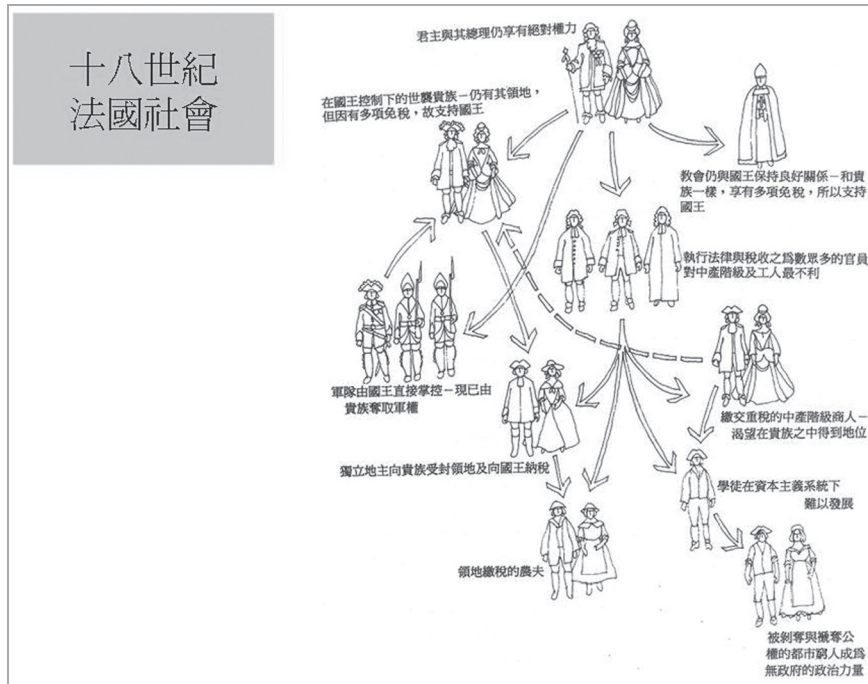 十八世紀
法國社會
君主與其總理仍享有絕對權力
在國王控制下的世襲貴族－仍有其領地，
但因有多項免稅，故支持國王
教會仍與國王保持良好關係－和貴
族一樣，享有多項免稅，所以支持
國王
執行法律與稅收之爲數眾多的官員
對中產階級及工人最不利
軍隊由國王直接掌控－現已由
貴族奪取軍權
繳交重稅的中產階級商人－
渴望在貴族之中得到地位
獨立地主向貴族受封領地及向國王納稅
學徒在資本主義系統下
難以發展
領地繳稅的農夫
被剝奪與褫奪公
權的都市窮人成爲
無政府的政治力量